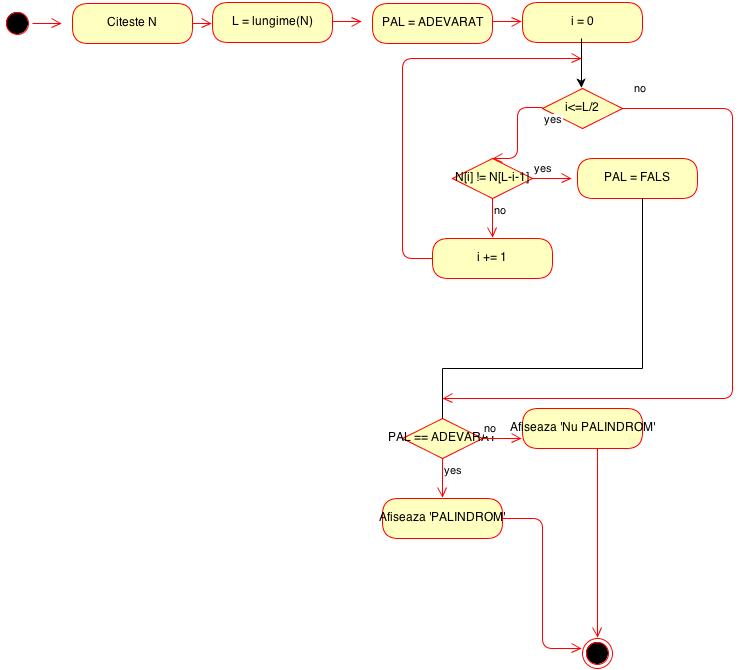 Citeste N
L = lungime(N)
PAL = ADEVARAT
i = 0
no
i<=L/2
yes
N[i] != N[L-i-1]
yes
PAL = FALS
no
i += 1
PAL == ADEVARAT
no
Afiseaza 'Nu PALINDROM'
yes
Afiseaza 'PALINDROM'